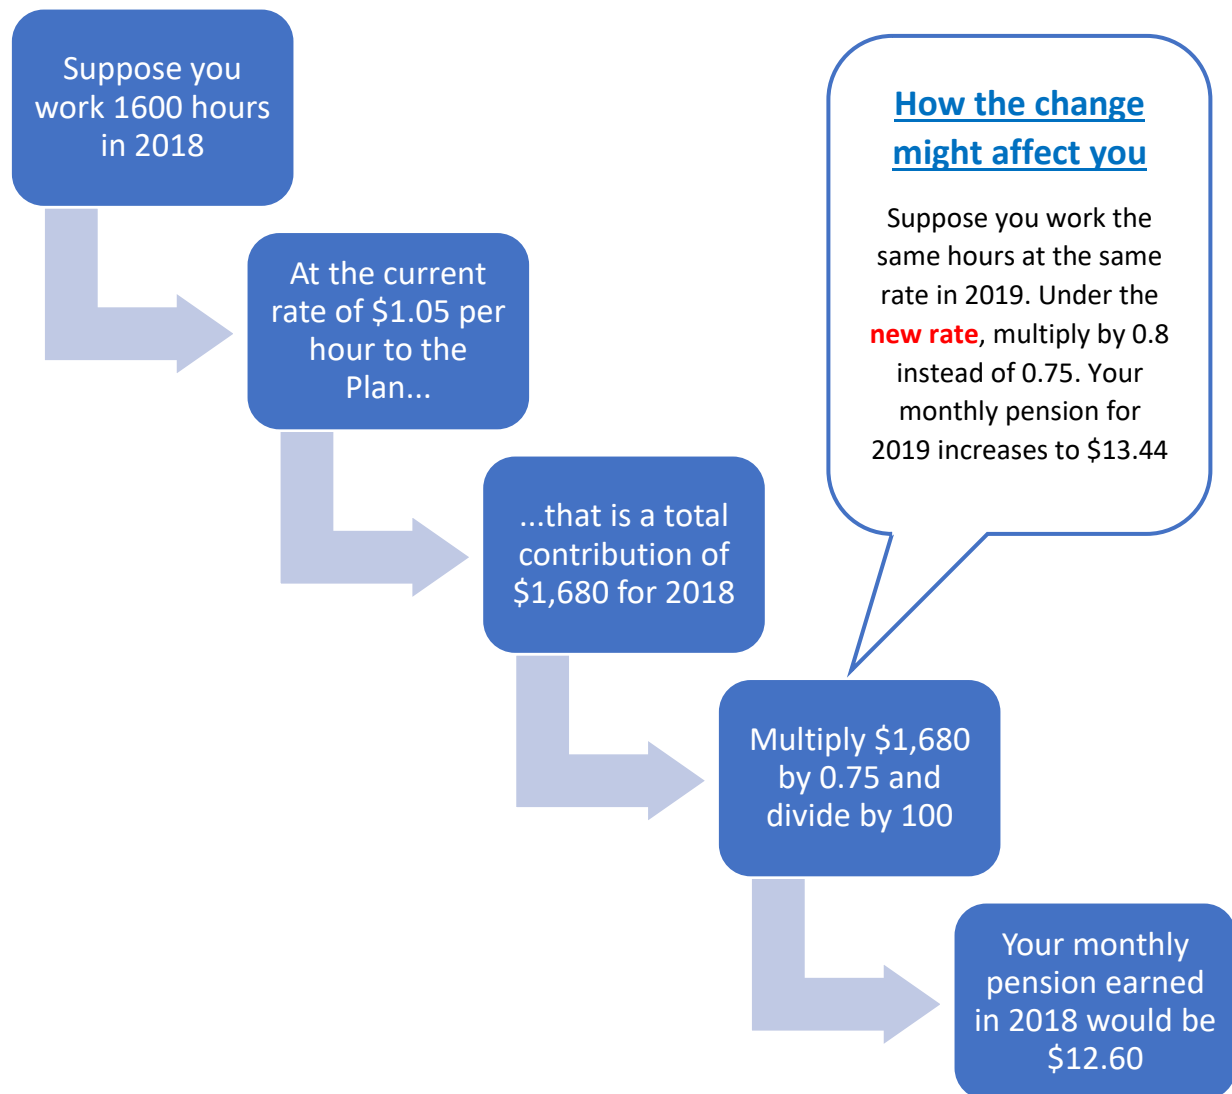 Suppose you
work 1600 hours
in 2018
At the current
rate of $1.05 per
hour to the
Plan...
...that is a total
contribution of
$1,680 for 2018
Multiply $1,680
by 0.75 and
divide by 100
Your monthly
pension earned
in 2018 would be
$12.60
How the change
might affect you
Suppose you work the
same hours at the same
rate in 2019. Under the
new rate, multiply by 0.8
instead of 0.75. Your
monthly pension for
2019 increases to $13.44